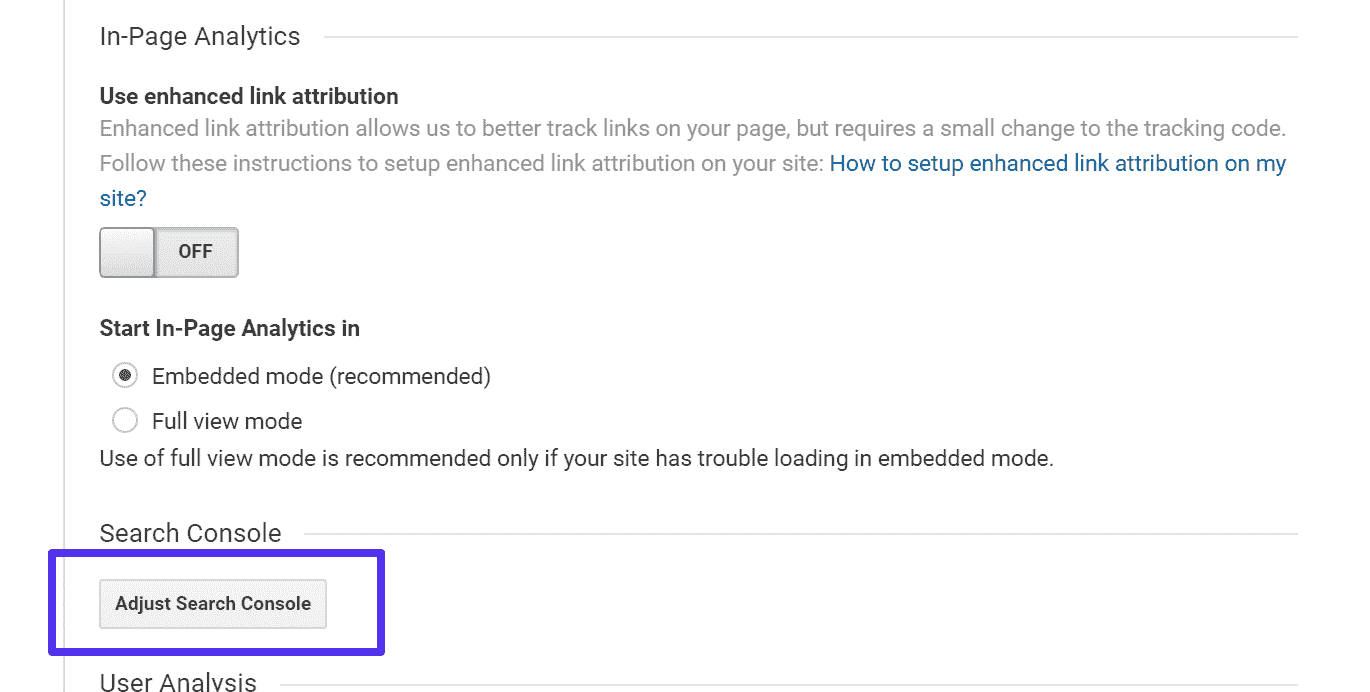 In-Page Analytics
Use enhanced link attribution
Enhanced link attribution allows us to better track links on your page, but requires a small change to the tracking code.
Follow these instructions to setup enhanced link attribution on your site: How to setup enhanced link attribution on my
site?
OFF
Start In-Page Analytics in
Embedded mode (recommended)
Full view mode
Use of full view mode is recommended only if your site has trouble loading in embedded mode.
Search Console
Adjust Search Console
User Analysis